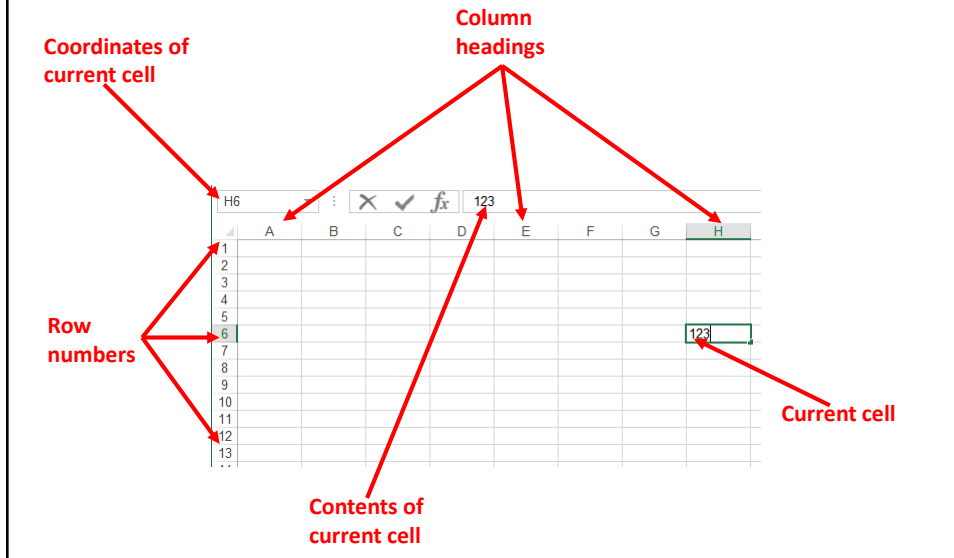 Column
headings
Coordinates of
current cell
H6 fx 123
A B C D E F G H
1
2
3
4
5
6 123
7
8
9
10
11
12
13
Row
numbers
Current cell
Contents of
current cell